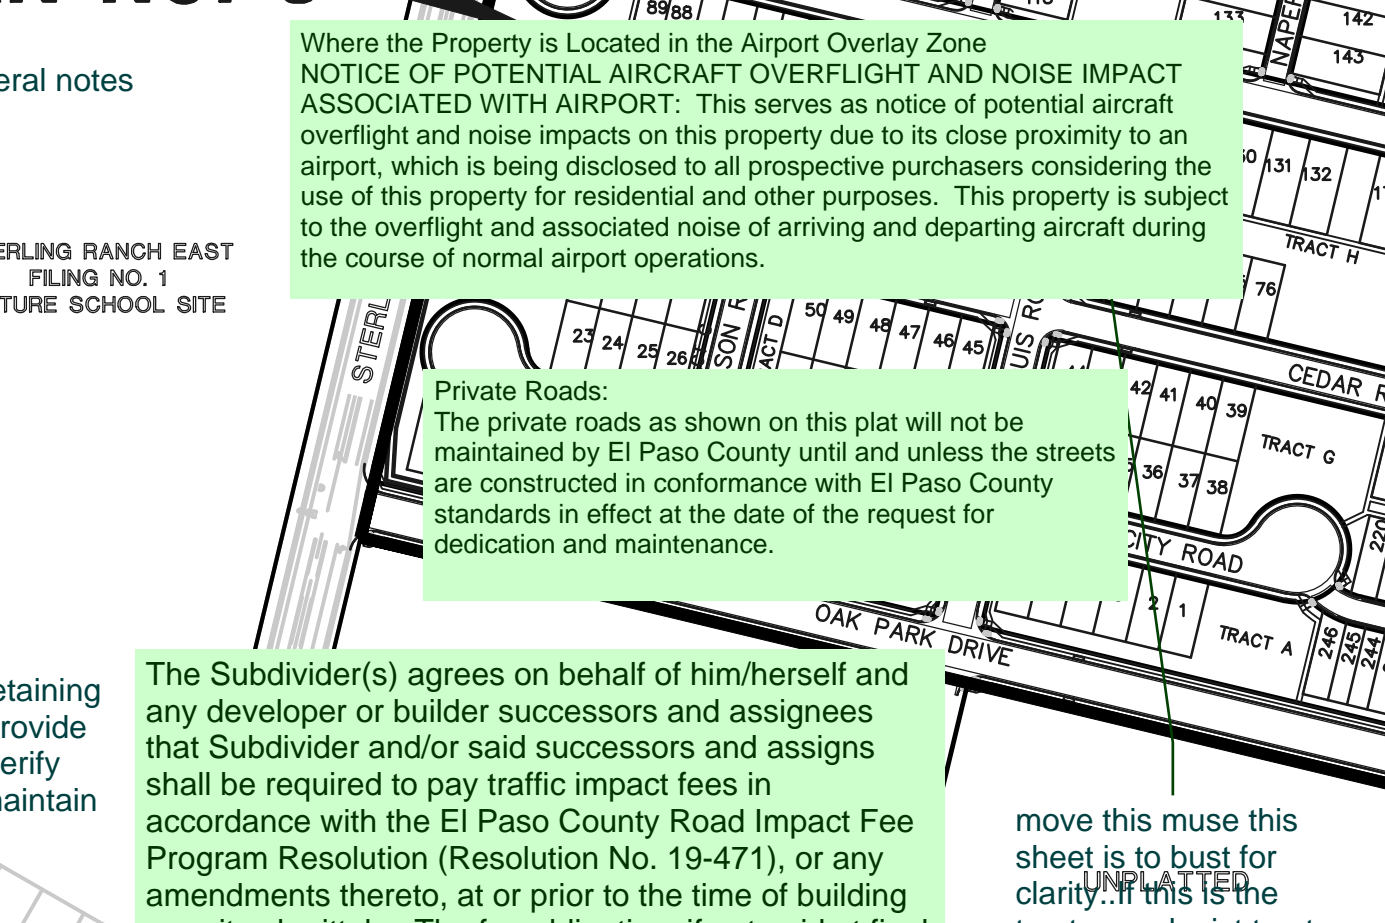 89 88
133
142
143
eral notes
Where the Property is Located in the Airport Overlay Zone
NOTICE OF POTENTIAL AIRCRAFT OVERFLIGHT AND NOISE IMPACT
ASSOCIATED WITH AIRPORT:  This serves as notice of potential aircraft
overflight and noise impacts on this property due to its close proximity to an
airport, which is being disclosed to all prospective purchasers considering the
use of this property for residential and other purposes.  This property is subject
to the overflight and associated noise of arriving and departing aircraft during
the course of normal airport operations.
131 132
TRACT H
76
ERLING RANCH EAST
FILING NO. 1
TURE SCHOOL SITE
STERL
23 24 25 26
SON R
ACT D
50 49 48 47 46 45
UIS RO
CEDAR R
42 41 40 39
TRACT G
36 37 38
Private Roads:
The private roads as shown on this plat will not be
maintained by El Paso County until and unless the streets
are constructed in conformance with El Paso County
standards in effect at the date of the request for
dedication and maintenance.
CITY ROAD
220
2 1
TRACT A
246 245 244
OAK PARK DRIVE
etaining
rovide
erify
aintain
The Subdivider(s) agrees on behalf of him/herself and
any developer or builder successors and assignees
that Subdivider and/or said successors and assigns
shall be required to pay traffic impact fees in
accordance with the El Paso County Road Impact Fee
Program Resolution (Resolution No. 19-471), or any
amendments thereto, at or prior to the time of building
move this muse this
sheet is to bust for
clarity..If this is the
UNPLATTED